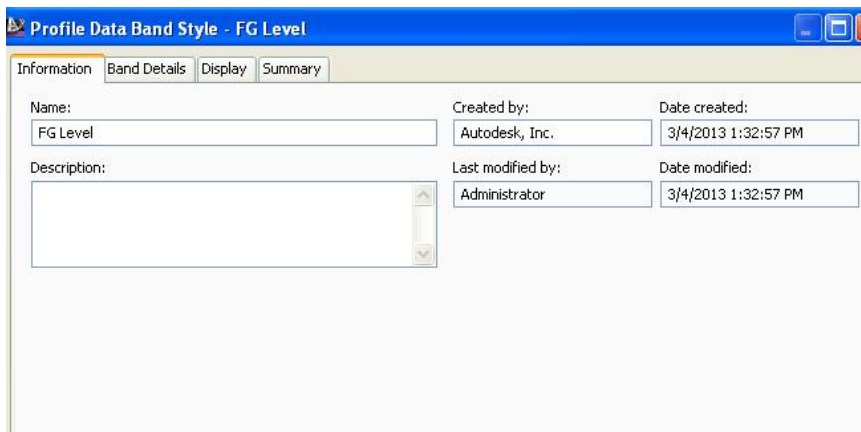 Profile Data Band Style - FG Level
Information Band Details Display Summary
Name: Created by: Date created:
FG Level Autodesk, Inc. 3/4/2013 1:32:57 PM
Description: Last modified by: Date modified:
Administrator 3/4/2013 1:32:57 PM